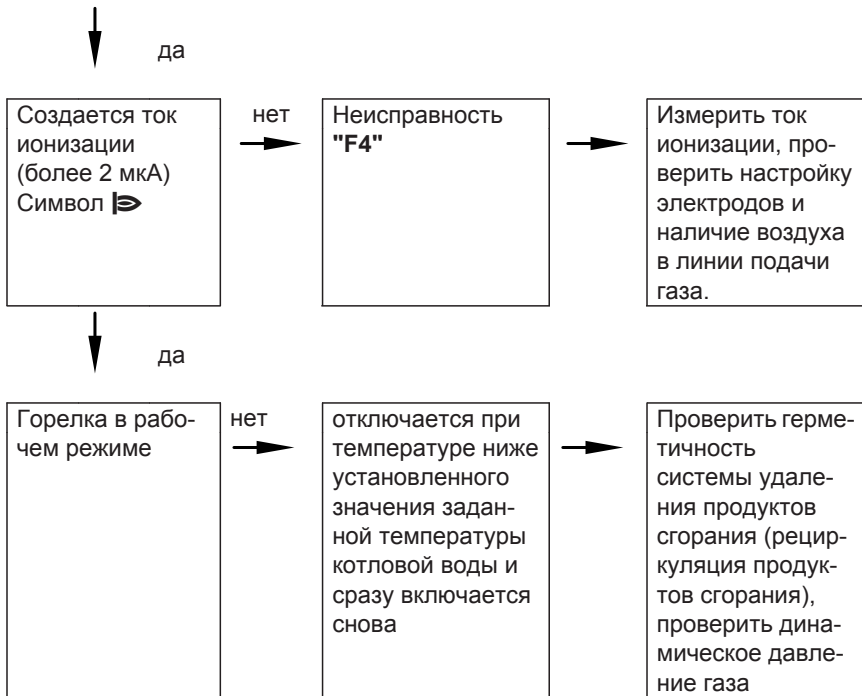 да
Создается ток
ионизации
(более 2 мкА)
Символ
нет
Неисправность
"F4"
Измерить ток
ионизации, про-
верить настройку
электродов и
наличие воздуха
в линии подачи
газа.
да
Горелка в рабо-
чем режиме
нет
отключается при
температуре ниже
установленного
значения задан-
ной температуры
котловой воды и
сразу включается
снова
Проверить герме-
тичность
системы удале-
ния продуктов
сгорания (рецир-
куляция продук-
тов сгорания),
проверить дина-
мическое давле-
ние газа